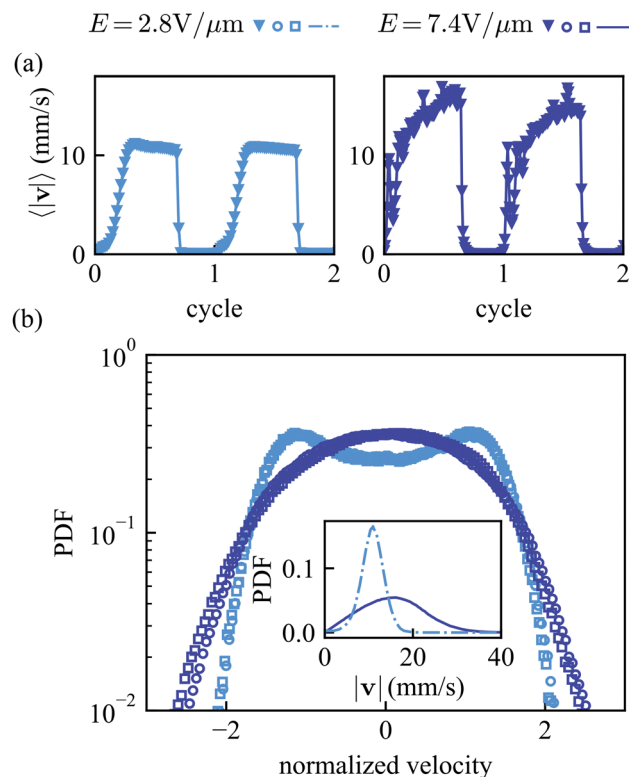 E = 2.8V/μm E = 7.4V/μm
(a)
⟨|v|⟩ (mm/s)
10
0
0 1 2
cycle
10
0
0 1 2
cycle
(b)
PDF
10⁰
10⁻¹
10⁻²
−2 0 2
normalized velocity
PDF
0.1
0.0
0 20 40
|v| (mm/s)